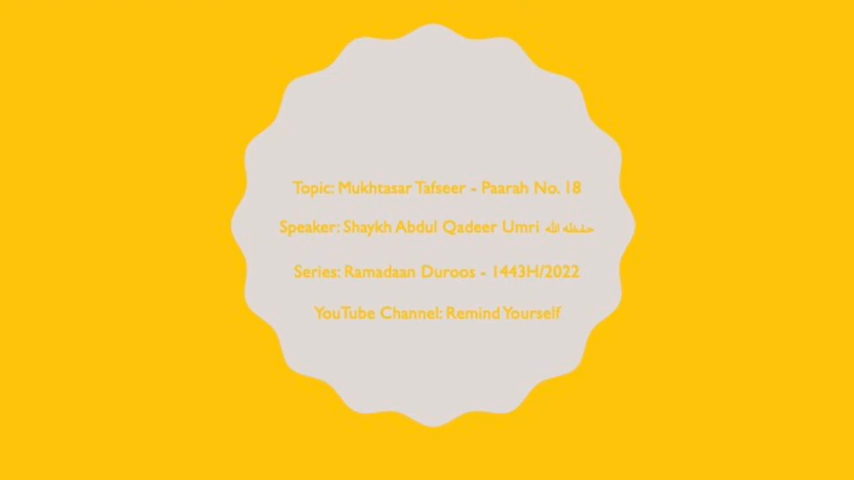 Topic: Mukhtasar Tafseer - Paarah No. 18
Speaker: Shaykh Abdul Qadeer Umri حفظه الله
Series: Ramadaan Duroos - 1443H/2022
YouTube Channel: Remind Yourself